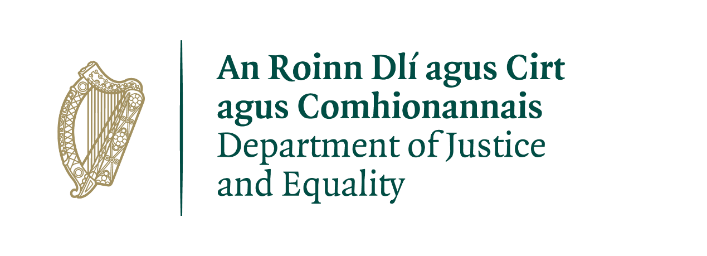 An Roinn Dlí agus Cirt
agus Comhionannais
Department of Justice
and Equality